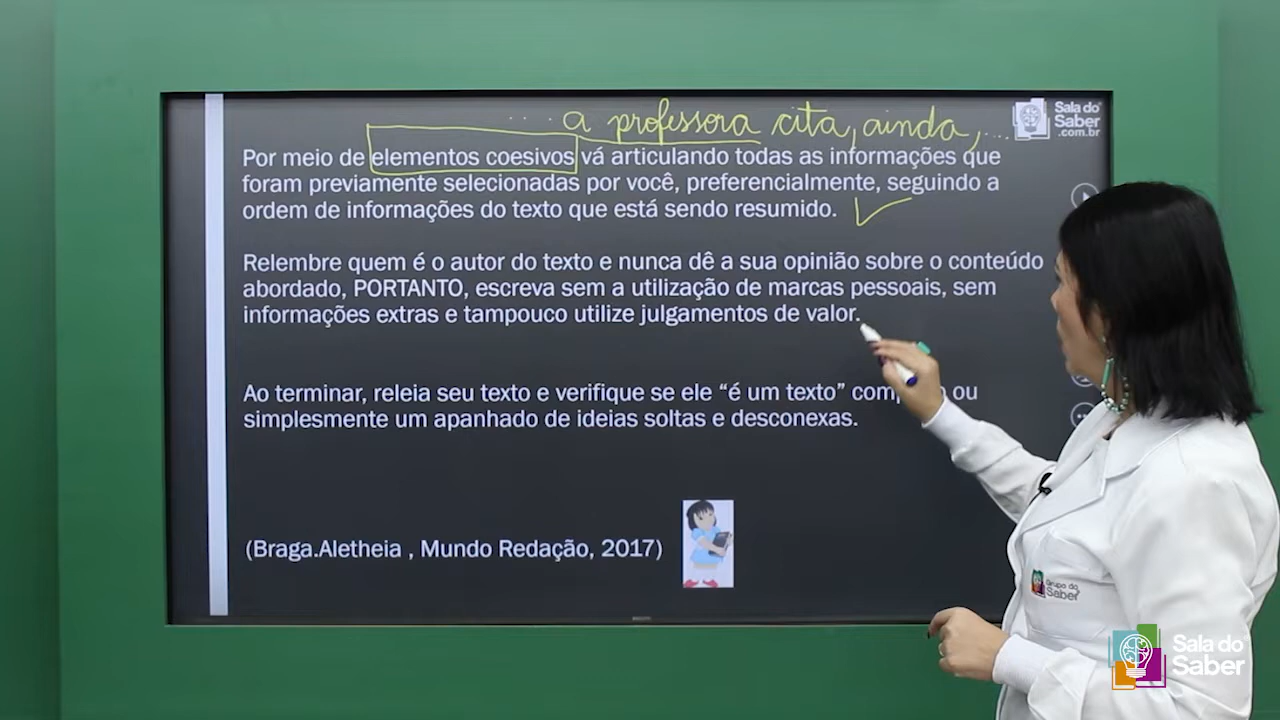 .... a professora cita, ainda, ...
Sala do
Saber
.com.br
Por meio de elementos coesivos vá articulando todas as informações que
foram previamente selecionadas por você, preferencialmente, seguindo a
ordem de informações do texto que está sendo resumido.
Relembre quem é o autor do texto e nunca dê a sua opinião sobre o conteúdo
abordado, PORTANTO, escreva sem a utilização de marcas pessoais, sem
informações extras e tampouco utilize julgamentos de valor.
Ao terminar, releia seu texto e verifique se ele “é um texto” ou
simplesmente um apanhado de ideias soltas e desconexas.
(Braga.Aletheia , Mundo Redação, 2017)
Grupo do
Saber
Sala do
Saber